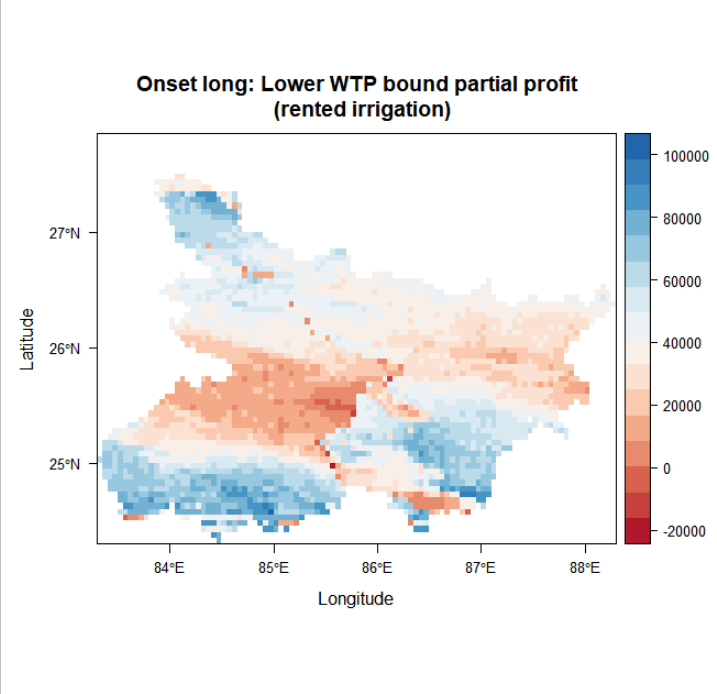 Onset long: Lower WTP bound partial profit
(rented irrigation)
100000
80000
60000
40000
20000
0
-20000
27°N
26°N
25°N
Latitude
84°E
85°E
86°E
87°E
88°E
Longitude